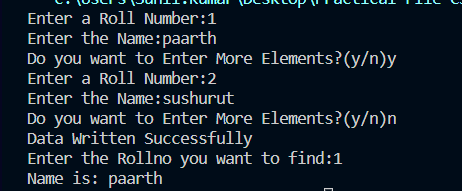 c:\Users\Sunil.Kumar\Desktop\Practical File
Enter a Roll Number:1
Enter the Name:paarth
Do you want to Enter More Elements?(y/n)y
Enter a Roll Number:2
Enter the Name:sushurut
Do you want to Enter More Elements?(y/n)n
Data Written Successfully
Enter the Rollno you want to find:1
Name is: paarth